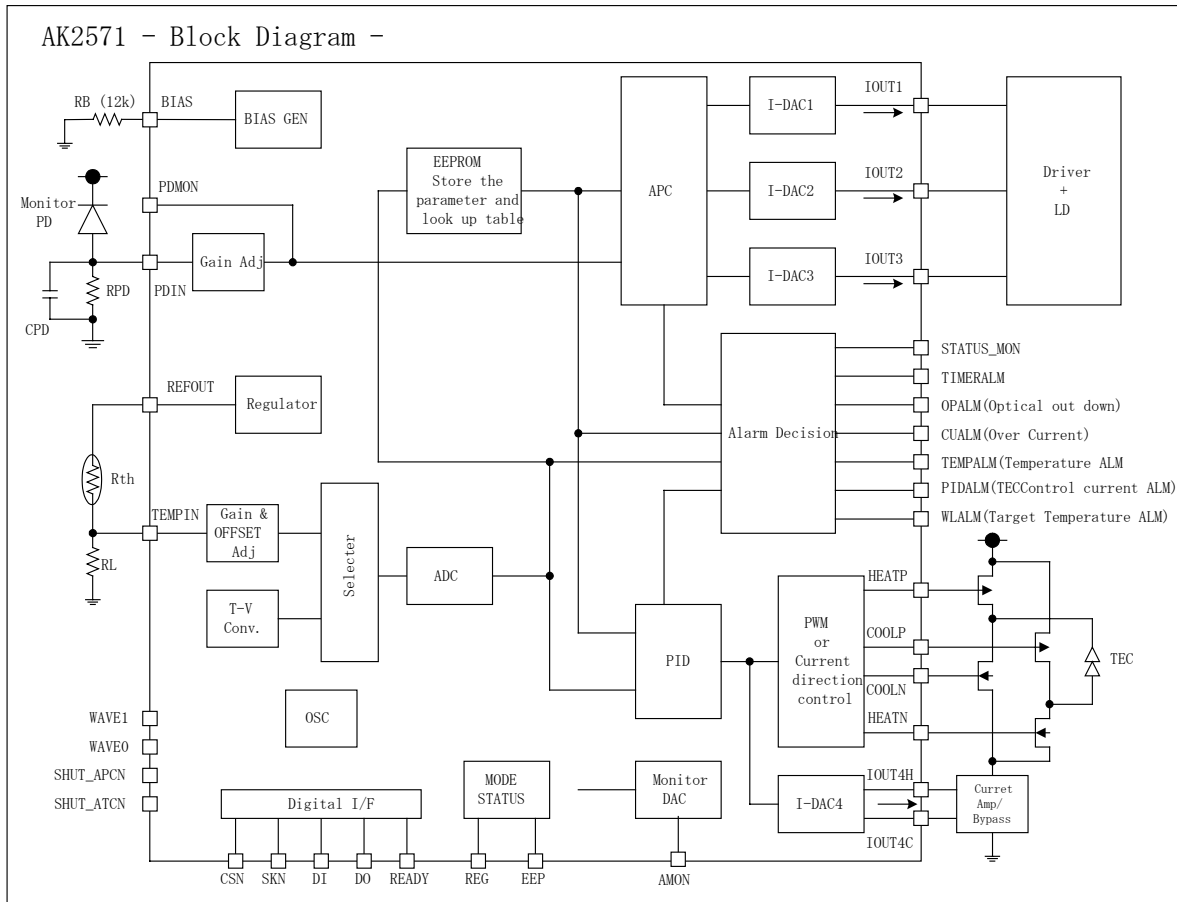 AK2571 - Block Diagram -
RB (12k)
BIAS
BIAS GEN
PDMON
Monitor
PD
Gain Adj
RPD
PDIN
CPD
EEPROM
Store the
parameter and
look up table
APC
I-DAC1
IOUT1
I-DAC2
IOUT2
I-DAC3
IOUT3
Driver
+
LD
REFOUT
Regulator
Rth
TEMPIN
RL
Gain &
OFFSET
Adj
T-V
Conv.
Selecter
ADC
Alarm Decision
STATUS_MON
TIMERALM
OPALM(Optical out down)
CUALM(Over Current)
TEMPALM(Temperature ALM
PIDALM(TECControl current ALM)
WLALM(Target Temperature ALM)
PID
PWM
or
Current
direction
control
HEATP
COOLP
COOLN
HEATN
TEC
OSC
WAVE1
WAVE0
SHUT_APCN
SHUT_ATCN
Digital I/F
MODE
STATUS
Monitor
DAC
I-DAC4
IOUT4H
IOUT4C
Curret
Amp/
Bypass
CSN
SKN
DI
DO
READY
REG
EEP
AMON